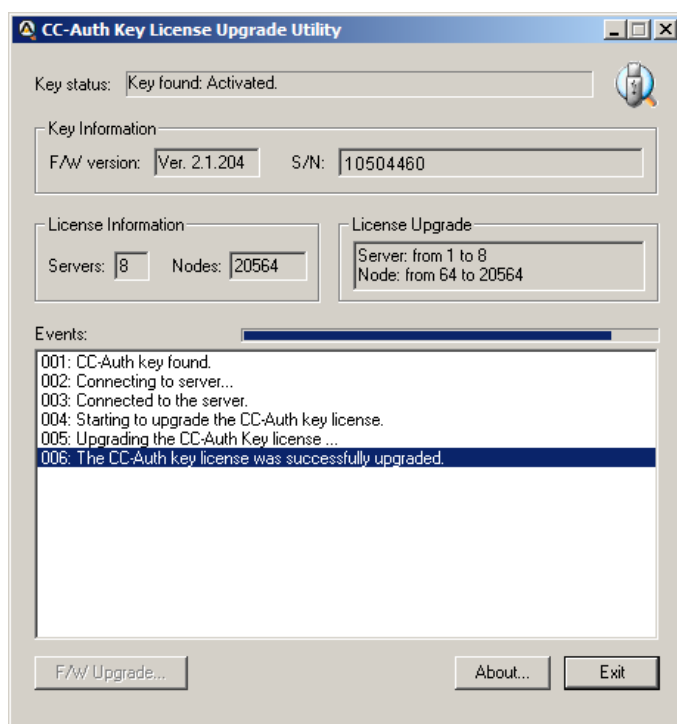 CC-Auth Key License Upgrade Utility
Key status: Key found: Activated.
Key Information
F/W version: Ver. 2.1.204 S/N: 10504460
License Information
Servers: 8 Nodes: 20564
License Upgrade
Server: from 1 to 8
Node: from 64 to 20564
Events:
001: CC-Auth key found.
002: Connecting to server...
003: Connected to the server.
004: Starting to upgrade the CC-Auth key license.
005: Upgrading the CC-Auth Key license ...
006: The CC-Auth key license was successfully upgraded.
F/W Upgrade... About... Exit